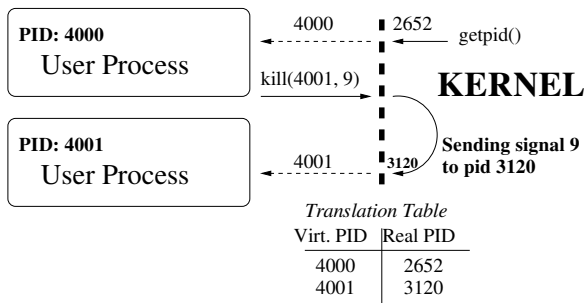 PID: 4000
User Process
4000
2652
getpid()
kill(4001, 9)
KERNEL
PID: 4001
User Process
4001
3120
Sending signal 9
to pid 3120
Translation Table
Virt. PID Real PID
4000 2652
4001 3120